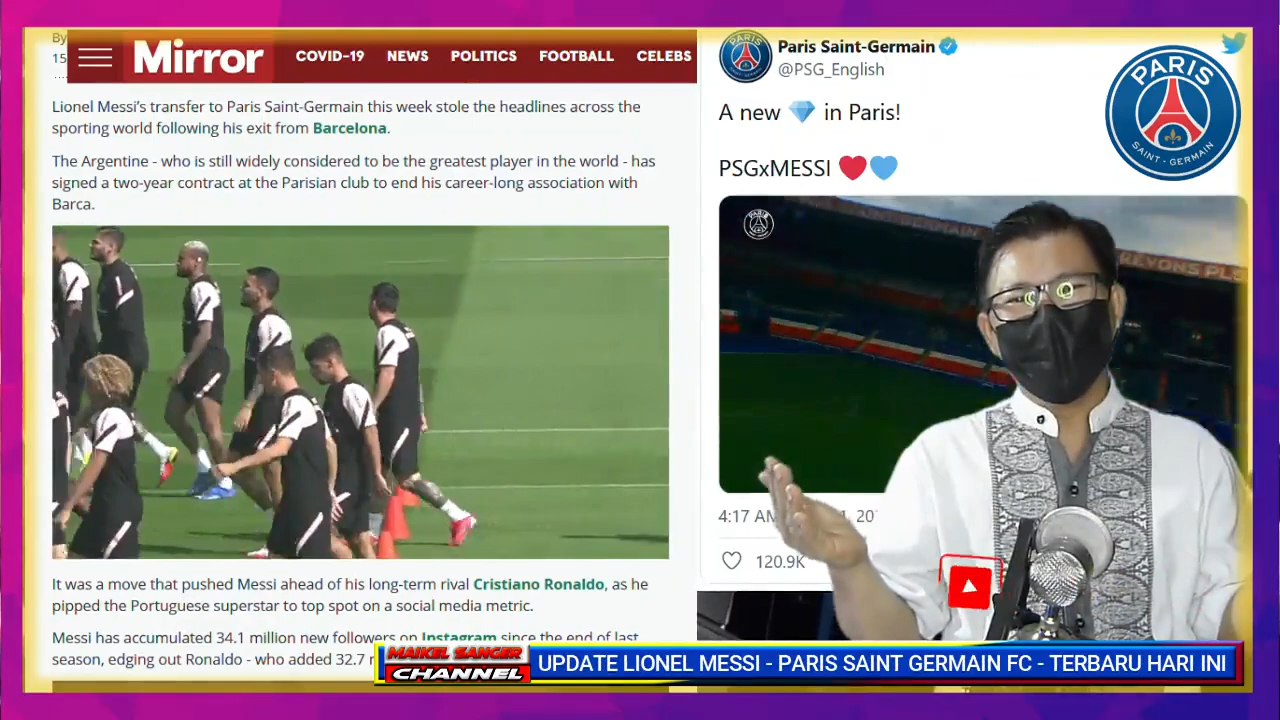 By
15
Mirror
COVID-19 NEWS POLITICS FOOTBALL CELEBS
Lionel Messi's transfer to Paris Saint-Germain this week stole the headlines across the
sporting world following his exit from Barcelona.
The Argentine - who is still widely considered to be the greatest player in the world - has
signed a two-year contract at the Parisian club to end his career-long association with
Barca.
It was a move that pushed Messi ahead of his long-term rival Cristiano Ronaldo, as he
pipped the Portuguese superstar to top spot on a social media metric.
Messi has accumulated 34.1 million new followers on Instagram since the end of last
season, edging out Ronaldo - who added 32.7
Paris Saint-Germain
@PSG_English
A new 💎 in Paris!
PSGxMESSI ❤️💙
PARIS
SAINT-GERMAIN
PARIS
4:17 AM
120.9K
MAIKEL SANGER
CHANNEL
UPDATE LIONEL MESSI - PARIS SAINT GERMAIN FC - TERBARU HARI INI